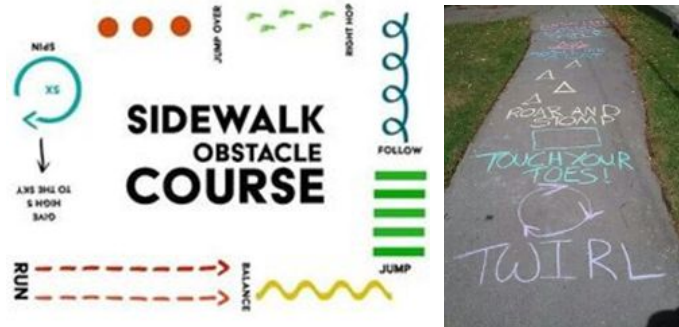 SIDEWALK
OBSTACLE
COURSE
RUN
BALANCE
JUMP
FOLLOW
RIGHT HOP
JUMP OVER
SPIN
5X
GIVE
HIGH 5
TO THE SKY
ROAR AND
STOMP
TOUCH YOUR
TOES!
TWIRL